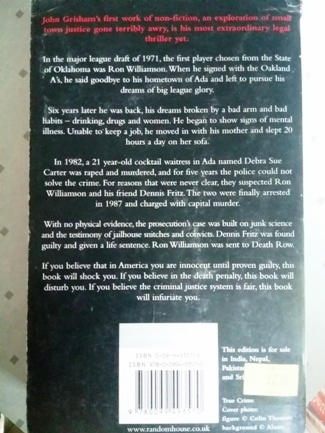 John Grisham's first work of non-fiction, an exploration of small
town justice gone terribly awry, is his most extraordinary legal
thriller yet.
In the major league draft of 1971, the first player chosen from the State
of Oklahoma was Ron Williamson. When he signed with the Oakland
A's, he said goodbye to his hometown of Ada and left to pursue his
dreams of big league glory.
Six years later he was back, his dreams broken by a bad arm and bad
habits – drinking, drugs and women. He began to show signs of mental
illness. Unable to keep a job, he moved in with his mother and slept 20
hours a day on her sofa.
In 1982, a 21 year-old cocktail waitress in Ada named Debra Sue
Carter was raped and murdered, and for five years the police could not
solve the crime. For reasons that were never clear, they suspected Ron
Williamson and his friend Dennis Fritz. The two were finally arrested
in 1987 and charged with capital murder.
With no physical evidence, the prosecution's case was built on junk science
and the testimony of jailhouse snitches and convicts. Dennis Fritz was found
guilty and given a life sentence. Ron Williamson was sent to Death Row.
If you believe that in America you are innocent until proven guilty, this
book will shock you. If you believe in the death penalty, this book will
disturb you. If you believe the criminal justice system is fair, this book
will infuriate you.
ISBN
This edition is for sale
in India, Nepal,
and
True Crime
Cover photo:
figure © Colin
background ©
www.randomhouse.co.uk